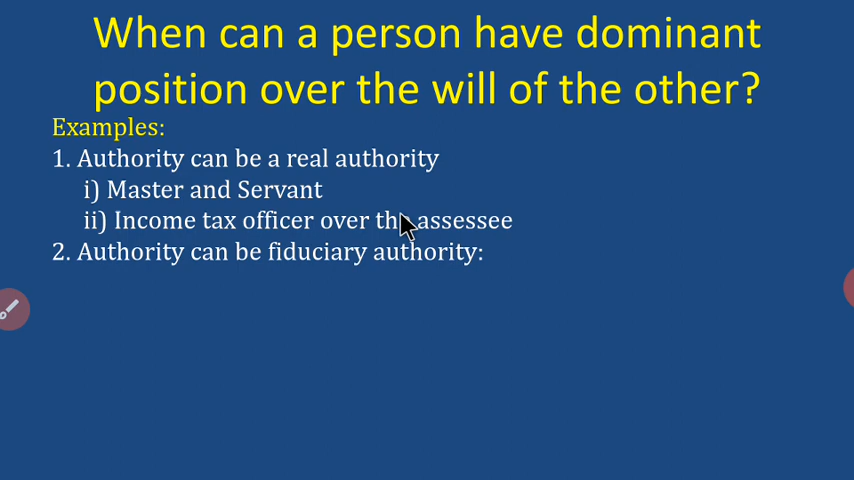 When can a person have dominant
position over the will of the other?
Examples:
1. Authority can be a real authority
i) Master and Servant
ii) Income tax officer over the assessee
2. Authority can be fiduciary authority: